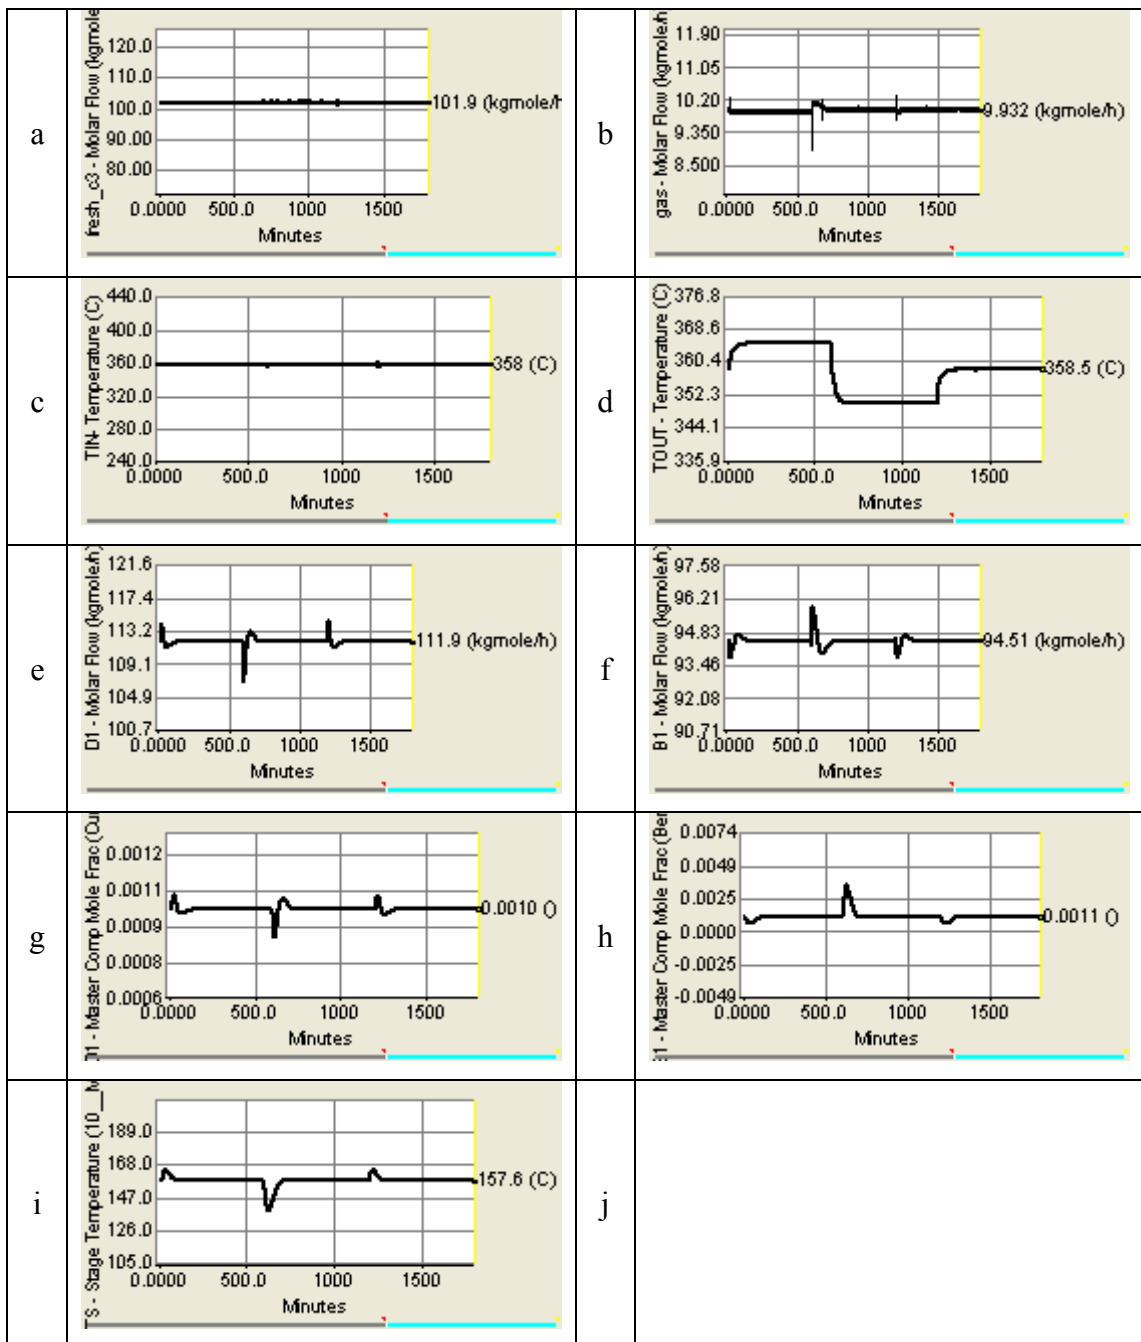 a
fresh_c3 - Molar Flow (kgmole
120.0
110.0
100.0
90.00
80.00
0.0000 500.0 1000 1500
Minutes
101.9 (kgmole/h
b
gas - Molar Flow (kgmole/h
11.90
11.05
10.20
9.350
8.500
0.0000 500.0 1000 1500
Minutes
9.932 (kgmole/h)
c
TIN- Temperature (C)
440.0
400.0
360.0
320.0
280.0
240.0
0.0000 500.0 1000 1500
Minutes
358 (C)
d
TOUT - Temperature (C)
376.8
368.6
360.4
352.3
344.1
335.9
0.0000 500.0 1000 1500
Minutes
358.5 (C)
e
D1 - Molar Flow (kgmole/h)
121.6
117.4
113.2
109.1
104.9
100.7
0.0000 500.0 1000 1500
Minutes
111.9 (kgmole/h)
f
B1 - Molar Flow (kgmole/h)
97.58
96.21
94.83
93.46
92.08
90.71
0.0000 500.0 1000 1500
Minutes
94.51 (kgmole/h)
g
D1 - Master Comp Mole Frac (Cu
0.0012
0.0011
0.0009
0.0008
0.0006
0.0000 500.0 1000 1500
Minutes
0.0010 ()
h
B1 - Master Comp Mole Frac (Ben
0.0074
0.0049
0.0025
0.0000
-0.0025
-0.0049
0.0000 500.0 1000 1500
Minutes
0.0011 ()
i
TS - Stage Temperature (10__
189.0
168.0
147.0
126.0
105.0
0.0000 500.0 1000 1500
Minutes
157.6 (C)
j